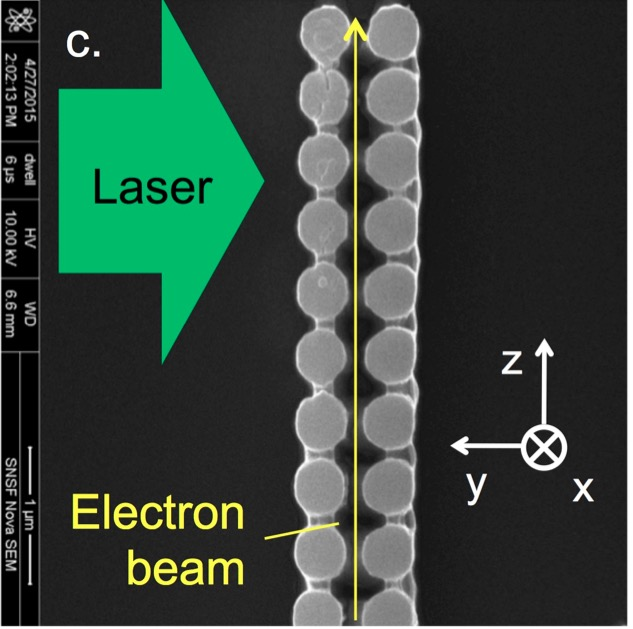 c.
4/27/2015
2:02:13 PM
dwell
6 µs
HV
10.00 kV
WD
6.6 mm
1 µm
SNSF Nova SEM
Laser
Electron
beam
z
y
x